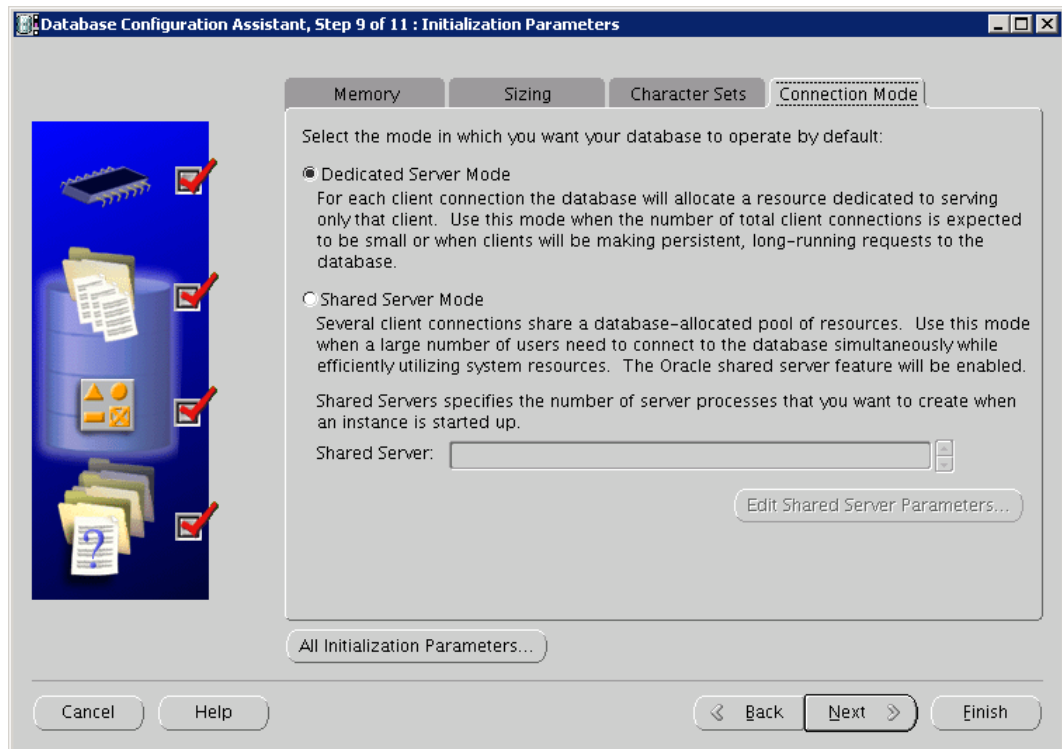 Database Configuration Assistant, Step 9 of 11 : Initialization Parameters
Memory
Sizing
Character Sets
Connection Mode
Select the mode in which you want your database to operate by default:
Dedicated Server Mode
For each client connection the database will allocate a resource dedicated to serving
only that client.  Use this mode when the number of total client connections is expected
to be small or when clients will be making persistent, long-running requests to the
database.
Shared Server Mode
Several client connections share a database-allocated pool of resources.  Use this mode
when a large number of users need to connect to the database simultaneously while
efficiently utilizing system resources.  The Oracle shared server feature will be enabled.
Shared Servers specifies the number of server processes that you want to create when
an instance is started up.
Shared Server:
Edit Shared Server Parameters...
?
All Initialization Parameters...
Cancel
Help
Back
Next
Finish